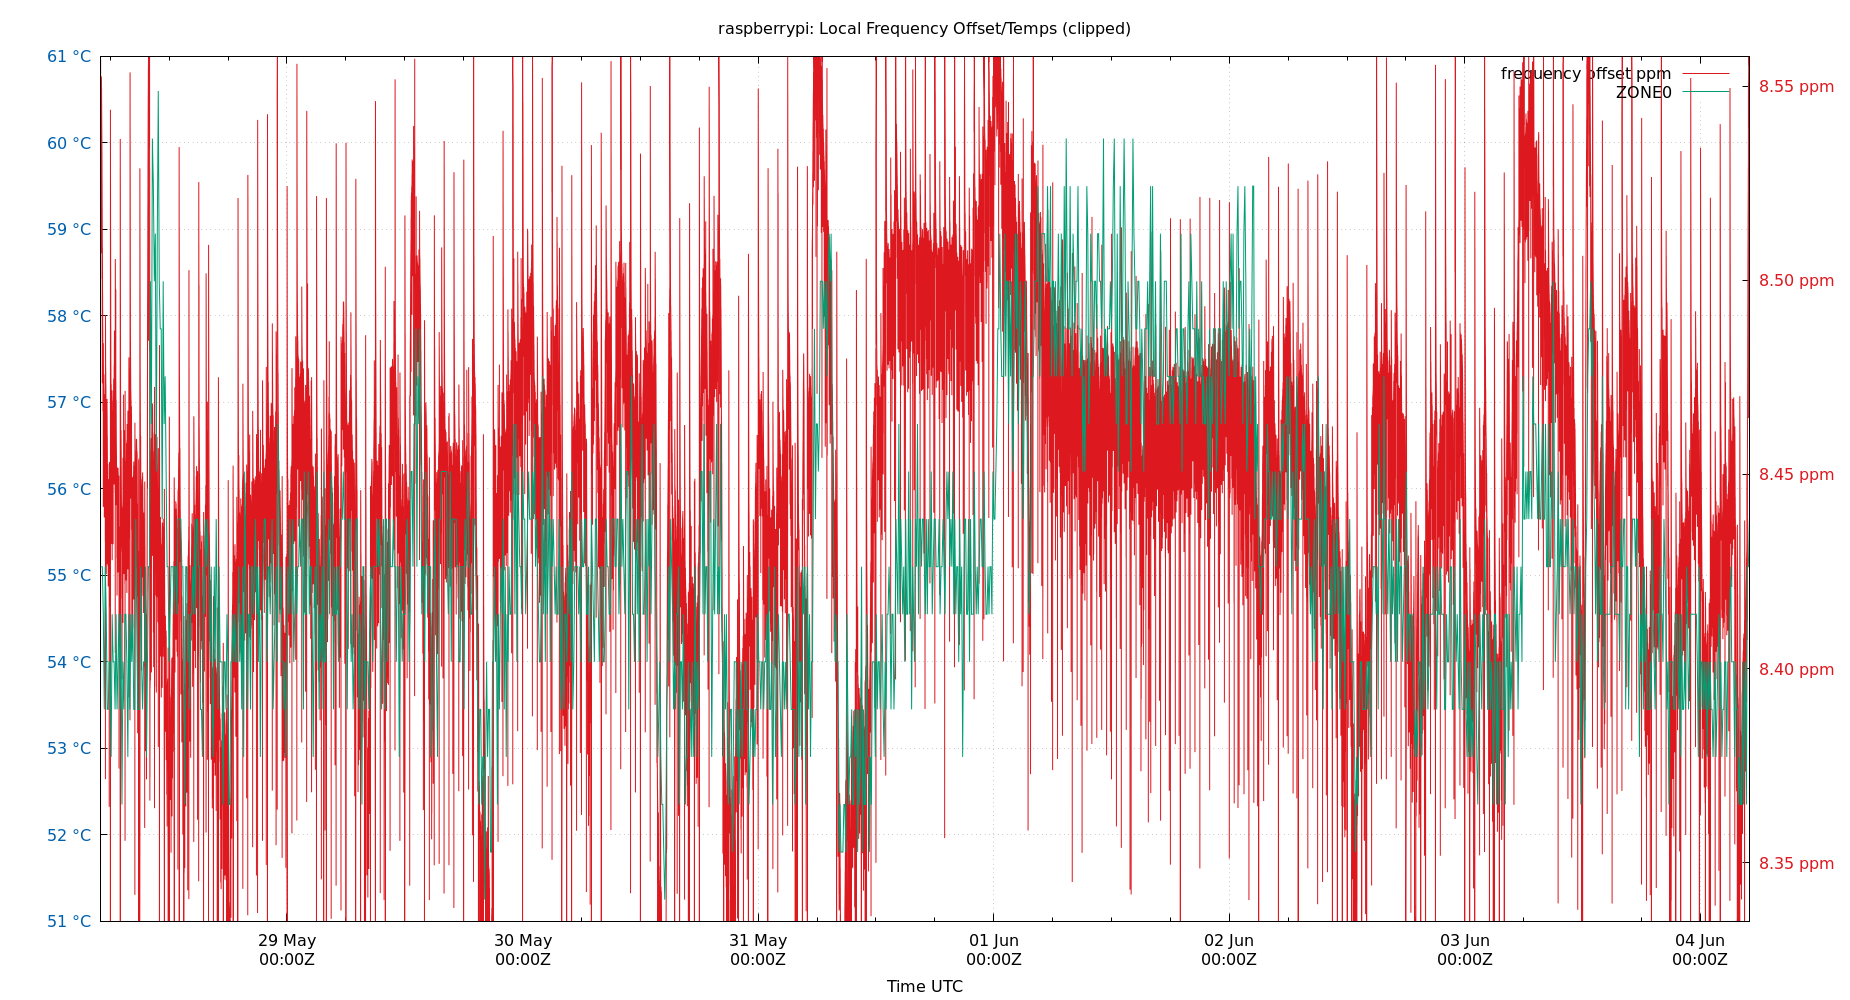 raspberrypi: Local Frequency Offset/Temps (clipped)
61 °C
60 °C
59 °C
58 °C
57 °C
56 °C
55 °C
54 °C
53 °C
52 °C
51 °C
frequency offset ppm
ZONE0
8.55 ppm
8.50 ppm
8.45 ppm
8.40 ppm
8.35 ppm
29 May
00:00Z
30 May
00:00Z
31 May
00:00Z
01 Jun
00:00Z
02 Jun
00:00Z
03 Jun
00:00Z
04 Jun
00:00Z
Time UTC